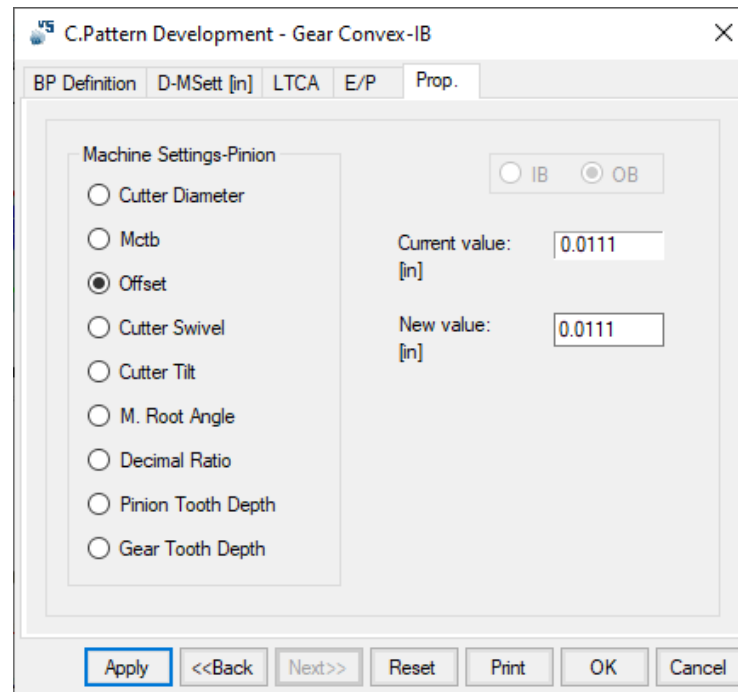 C.Pattern Development - Gear Convex-IB
BP Definition D-MSett [in] LTCA E/P Prop.
Machine Settings-Pinion
Cutter Diameter
Mctb
Offset
Cutter Swivel
Cutter Tilt
M. Root Angle
Decimal Ratio
Pinion Tooth Depth
Gear Tooth Depth
IB OB
Current value: 0.0111
[in]
New value: 0.0111
[in]
Apply <<Back Next>> Reset Print OK Cancel